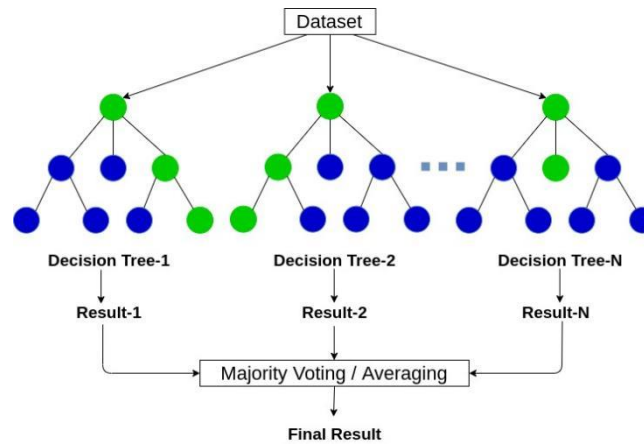 Dataset
Decision Tree-1
Decision Tree-2
Decision Tree-N
Result-1
Result-2
Result-N
Majority Voting / Averaging
Final Result